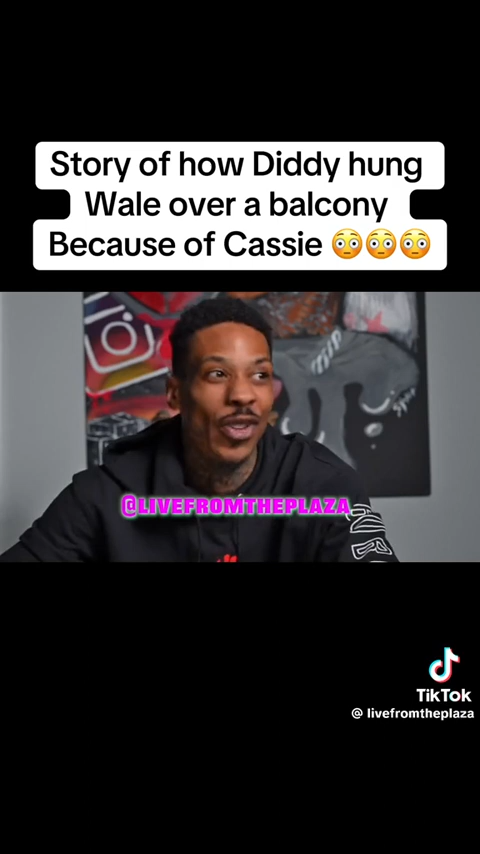 Story of how Diddy hung
Wale over a balcony
Because of Cassie 😳😳😳
@LIVEFROMTHEPLAZA
TikTok
@ livefromtheplaza